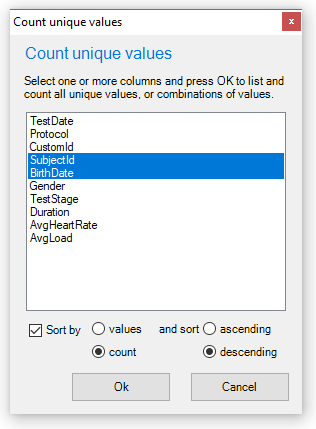 Count unique values
x
Count unique values
Select one or more columns and press OK to list and
count all unique values, or combinations of values.
TestDate
Protocol
CustomId
SubjectId
BirthDate
Gender
TestStage
Duration
AvgHeartRate
AvgLoad
Sort by values and sort ascending
count descending
Ok Cancel